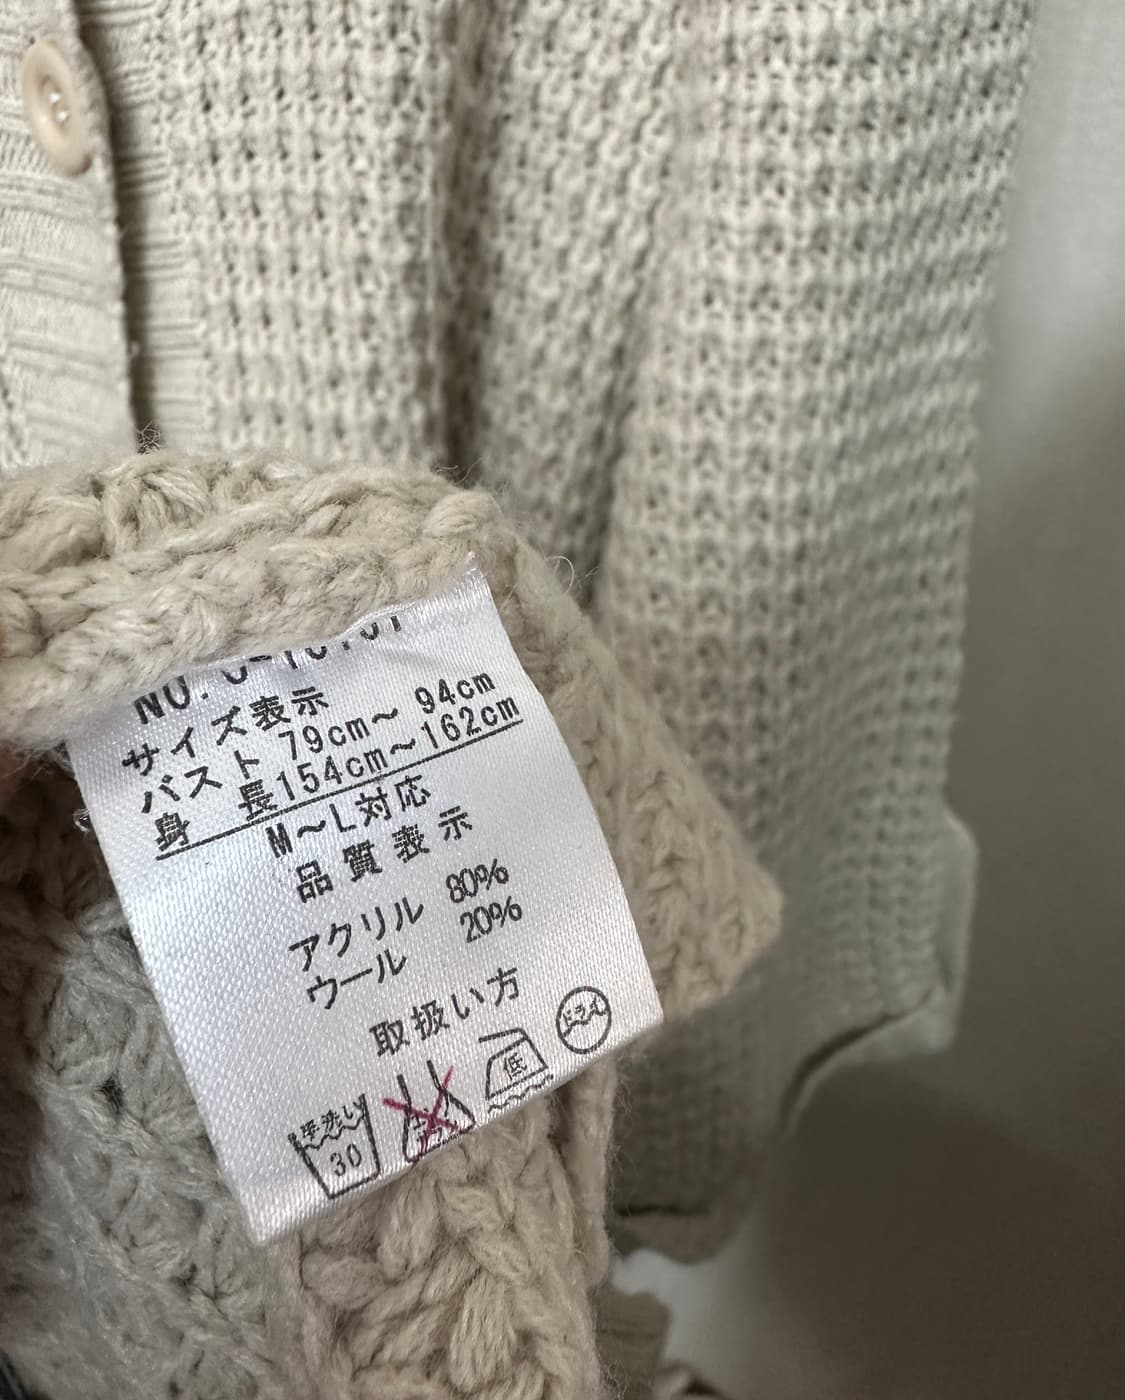 NO.
サイズ表示
バスト 79cm～ 94cm
身 長154cm～162cm
M～L対応
品質表示
アクリル 80%
ウール 20%
取扱い方
手洗い 30
低
ドライ